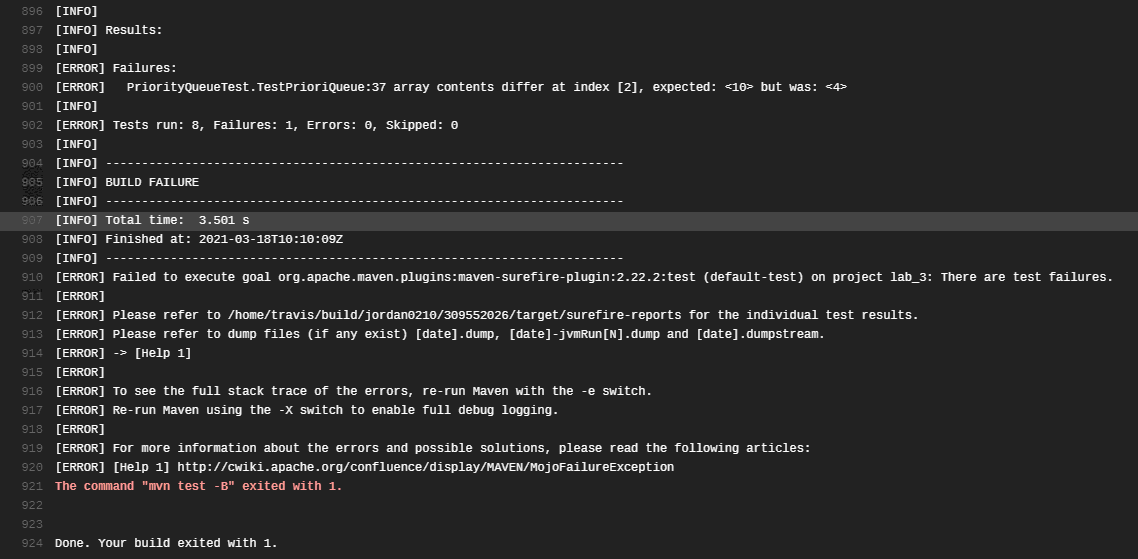 896 [INFO]
897 [INFO] Results:
898 [INFO]
899 [ERROR] Failures:
900 [ERROR]   PriorityQueueTest.TestPrioriQueue:37 array contents differ at index [2], expected: <10> but was: <4>
901 [INFO]
902 [ERROR] Tests run: 8, Failures: 1, Errors: 0, Skipped: 0
903 [INFO]
904 [INFO] ------------------------------------------------------------------------
905 [INFO] BUILD FAILURE
906 [INFO] ------------------------------------------------------------------------
907 [INFO] Total time:  3.501 s
908 [INFO] Finished at: 2021-03-18T10:10:09Z
909 [INFO] ------------------------------------------------------------------------
910 [ERROR] Failed to execute goal org.apache.maven.plugins:maven-surefire-plugin:2.22.2:test (default-test) on project lab_3: There are test failures.
911 [ERROR]
912 [ERROR] Please refer to /home/travis/build/jordan0210/309552026/target/surefire-reports for the individual test results.
913 [ERROR] Please refer to dump files (if any exist) [date].dump, [date]-jvmRun[N].dump and [date].dumpstream.
914 [ERROR] -> [Help 1]
915 [ERROR]
916 [ERROR] To see the full stack trace of the errors, re-run Maven with the -e switch.
917 [ERROR] Re-run Maven using the -X switch to enable full debug logging.
918 [ERROR]
919 [ERROR] For more information about the errors and possible solutions, please read the following articles:
920 [ERROR] [Help 1] http://cwiki.apache.org/confluence/display/MAVEN/MojoFailureException
921 The command "mvn test -B" exited with 1.
922
923
924 Done. Your build exited with 1.